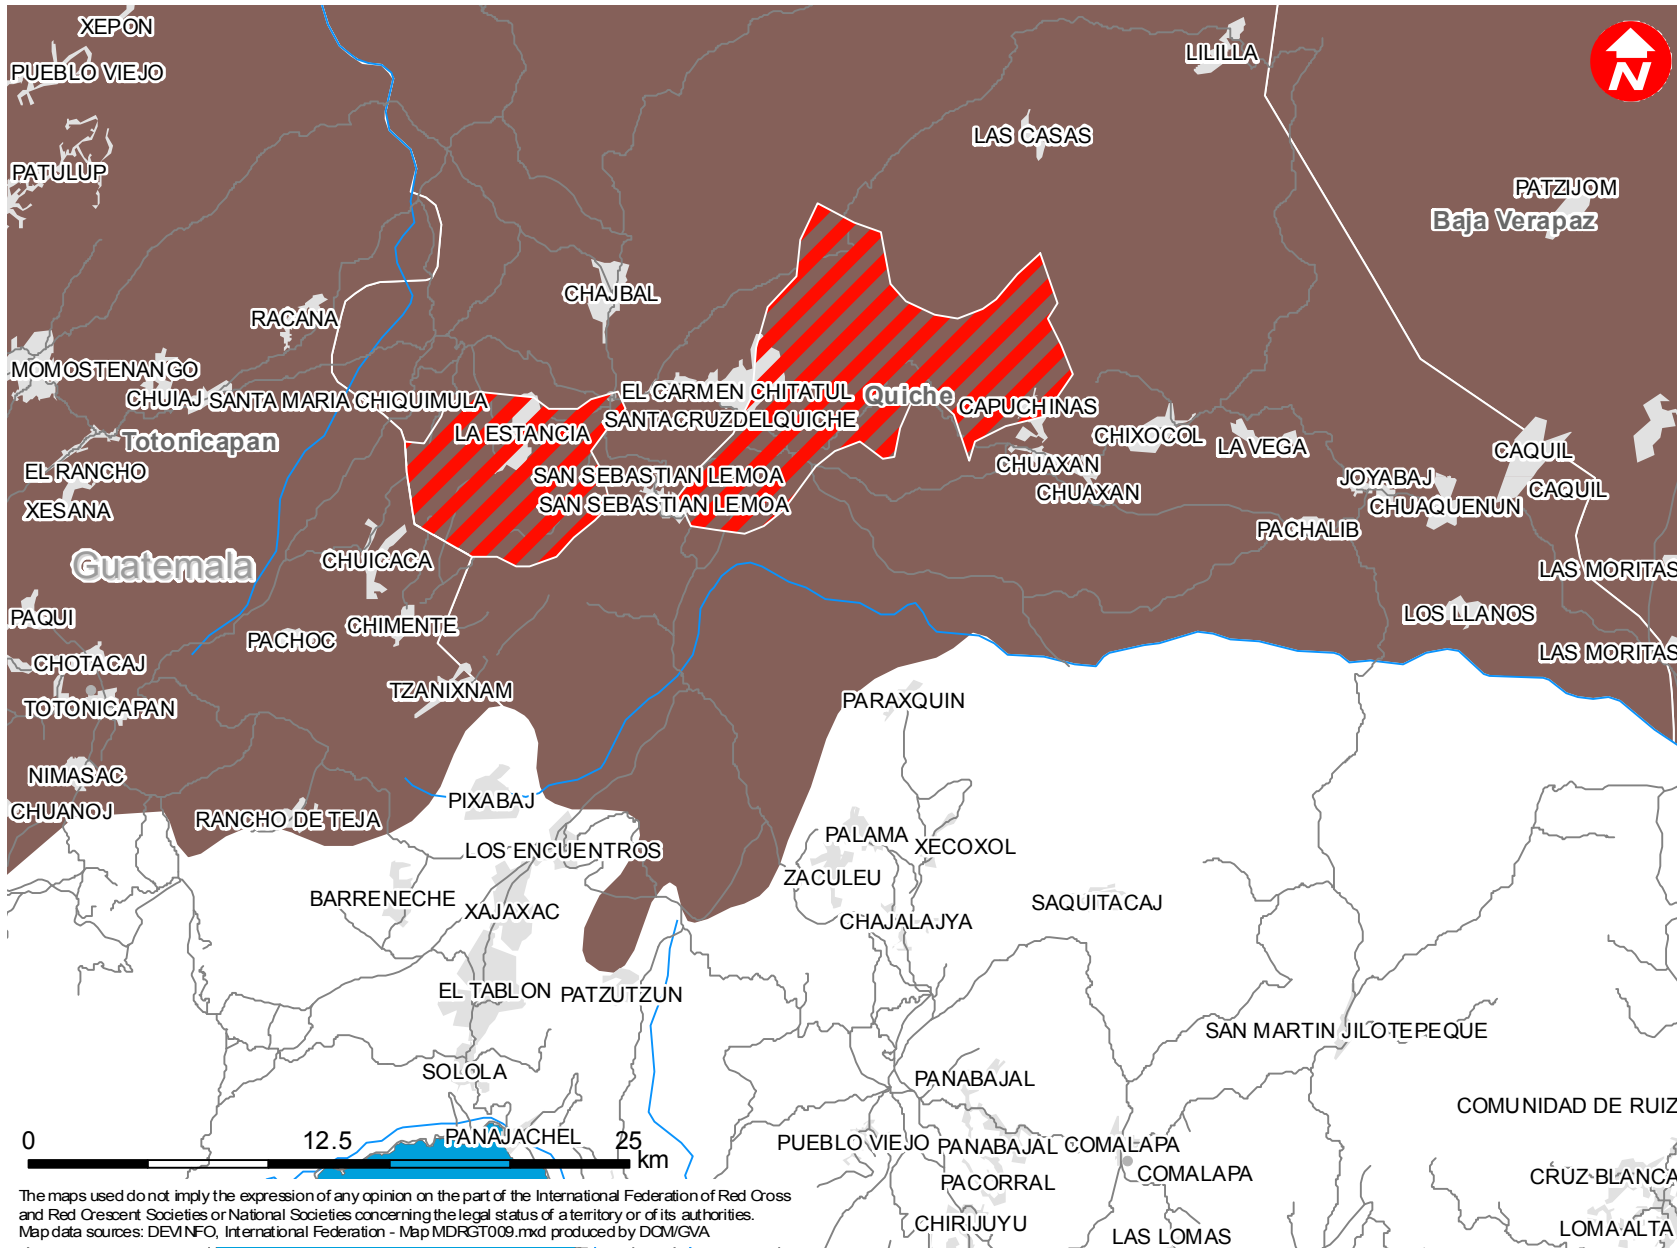 XEPON
LILILLA
PUEBLO VIEJO
N
LAS CASAS
PATULUP
PATZIJOM
Baja Verapaz
CHAJBAL
RACANA
MOMOSTENANGO
CHUIAJ
SANTA MARIA CHIQUIMULA
EL CARMEN CHITATUL
Quiche
CAPUCHINAS
SANTACRUZDELQUICHE
LA ESTANCIA
CHIXOCOL
LA VEGA
CAQUIL
Totonicapan
EL RANCHO
SAN SEBASTIAN LEMOA
CHUAXAN
JOYABAJ
CAQUIL
CHUAXAN
XESANA
SAN SEBASTIAN LEMOA
CHUAQUENUN
PACHALIB
Guatemala
CHUICACA
LAS MORITAS
PAQUI
CHIMENTE
LOS LLANOS
PACHOC
CHOTACAJ
LAS MORITAS
TZANIXNAM
PARAXQUIN
TOTONICAPAN
NIMASAC
CHUANOJ
RANCHO DE TEJA
PIXABAJ
PALAMA
XECOXOL
LOS ENCUENTROS
ZACULEU
BARRENECHE
XAJAXAC
SAQUITACAJ
CHAJALAJYA
EL TABLON
PATZUTZUN
SAN MARTIN JILOTEPEQUE
SOLOLA
PANABAJAL
COMUNIDAD DE RUIZ
0 12.5 25
km
PANAJACHEL
PUEBLO VIEJO
PANABAJAL
COMALAPA
COMALAPA
CRUZ BLANCA
PACORRAL
CHIRIJUYU
LAS LOMAS
LOMA ALTA
The maps used do not imply the expression of any opinion on the part of the International Federation of Red Cross
and Red Crescent Societies or National Societies concerning the legal status of a territory or of its authorities.
Map data sources: DEVINFO, International Federation - Map MDRGT009.mxd produced by DCM/GVA